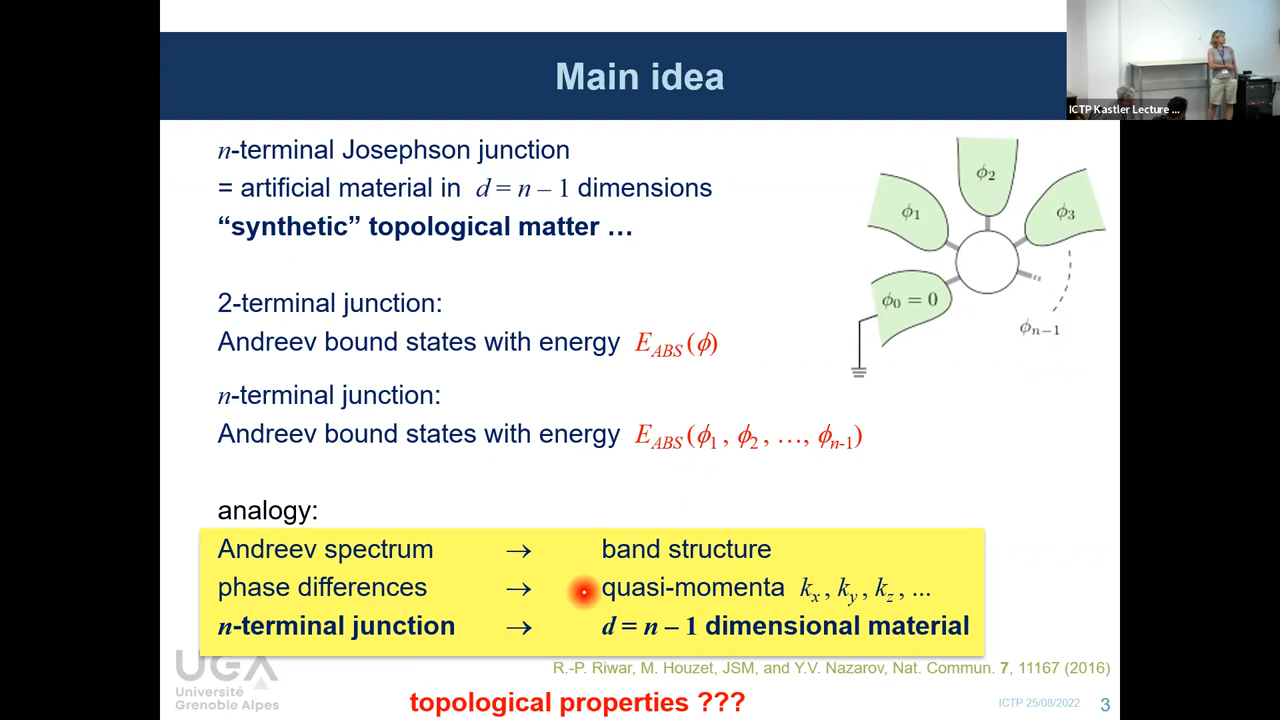 Main idea
ICTP Kastler Lecture ...
n-terminal Josephson junction
= artificial material in d = n – 1 dimensions
“synthetic” topological matter …
ϕ1
ϕ2
ϕ3
ϕ0 = 0
ϕn−1
2-terminal junction:
Andreev bound states with energy EABS (ϕ)
n-terminal junction:
Andreev bound states with energy EABS (ϕ1 , ϕ2 , …, ϕn-1)
analogy:
Andreev spectrum → band structure
phase differences → quasi-momenta kx , ky , kz , ...
n-terminal junction → d = n – 1 dimensional material
R.-P. Riwar, M. Houzet, JSM, and Y.V. Nazarov, Nat. Commun. 7, 11167 (2016)
UGA
Université
Grenoble Alpes
topological properties ???
ICTP 25/08/2022 3